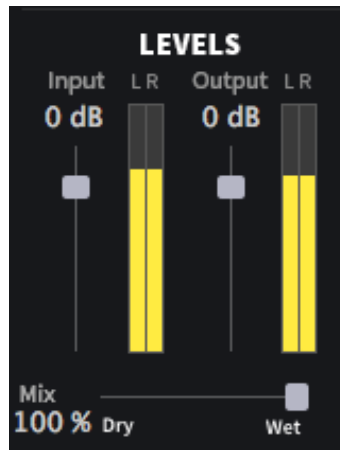 LEVELS
Input L R Output L R
0 dB 0 dB
Mix
100 % Dry Wet